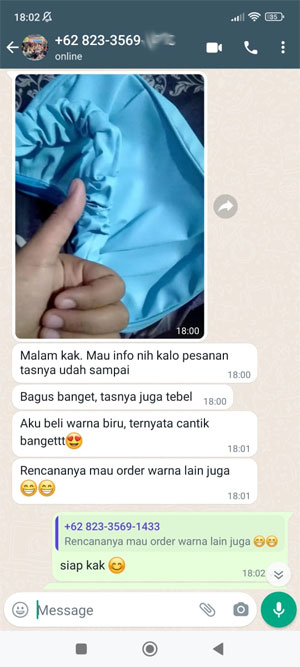 18:02
35
+62 823-3569-
online
18:00
Malam kak. Mau info nih kalo pesanan
tasnya udah sampai
18:00
Bagus banget, tasnya juga tebel
18:00
Aku beli warna biru, ternyata cantik
bangettt😍
18:01
Rencananya mau order warna lain juga
😁😁
18:01
+62 823-3569-1433
Rencananya mau order warna lain juga 😁😁
siap kak 😊
18:02
Message